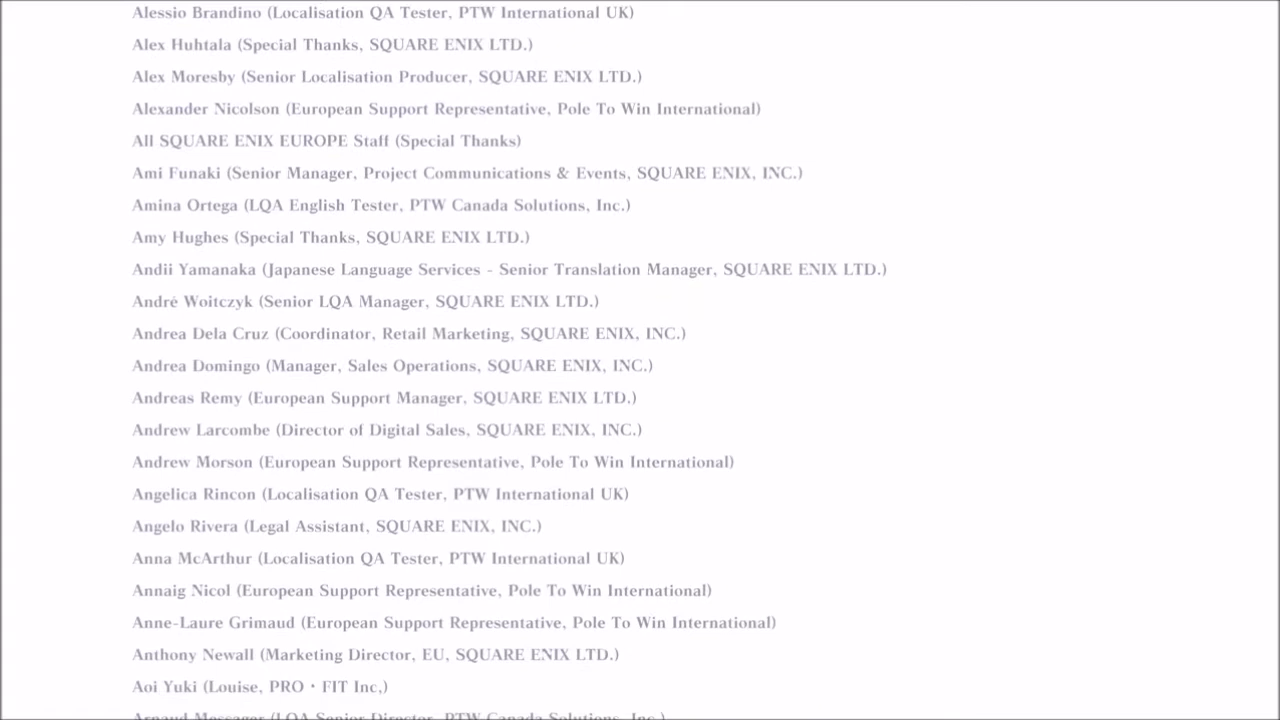 Alessio Brandino (Localisation QA Tester, PTW International UK)
Alex Huhtala (Special Thanks, SQUARE ENIX LTD.)
Alex Moresby (Senior Localisation Producer, SQUARE ENIX LTD.)
Alexander Nicolson (European Support Representative, Pole To Win International)
All SQUARE ENIX EUROPE Staff (Special Thanks)
Ami Funaki (Senior Manager, Project Communications & Events, SQUARE ENIX, INC.)
Amina Ortega (LQA English Tester, PTW Canada Solutions, Inc.)
Amy Hughes (Special Thanks, SQUARE ENIX LTD.)
Andii Yamanaka (Japanese Language Services - Senior Translation Manager, SQUARE ENIX LTD.)
André Woitczyk (Senior LQA Manager, SQUARE ENIX LTD.)
Andrea Dela Cruz (Coordinator, Retail Marketing, SQUARE ENIX, INC.)
Andrea Domingo (Manager, Sales Operations, SQUARE ENIX, INC.)
Andreas Remy (European Support Manager, SQUARE ENIX LTD.)
Andrew Larcombe (Director of Digital Sales, SQUARE ENIX, INC.)
Andrew Morson (European Support Representative, Pole To Win International)
Angelica Rincon (Localisation QA Tester, PTW International UK)
Angelo Rivera (Legal Assistant, SQUARE ENIX, INC.)
Anna McArthur (Localisation QA Tester, PTW International UK)
Annaig Nicol (European Support Representative, Pole To Win International)
Anne-Laure Grimaud (European Support Representative, Pole To Win International)
Anthony Newall (Marketing Director, EU, SQUARE ENIX LTD.)
Aoi Yuki (Louise, PRO・FIT Inc,)
Arnaud Messager (LQA Senior Director, PTW Canada Solutions, Inc.)